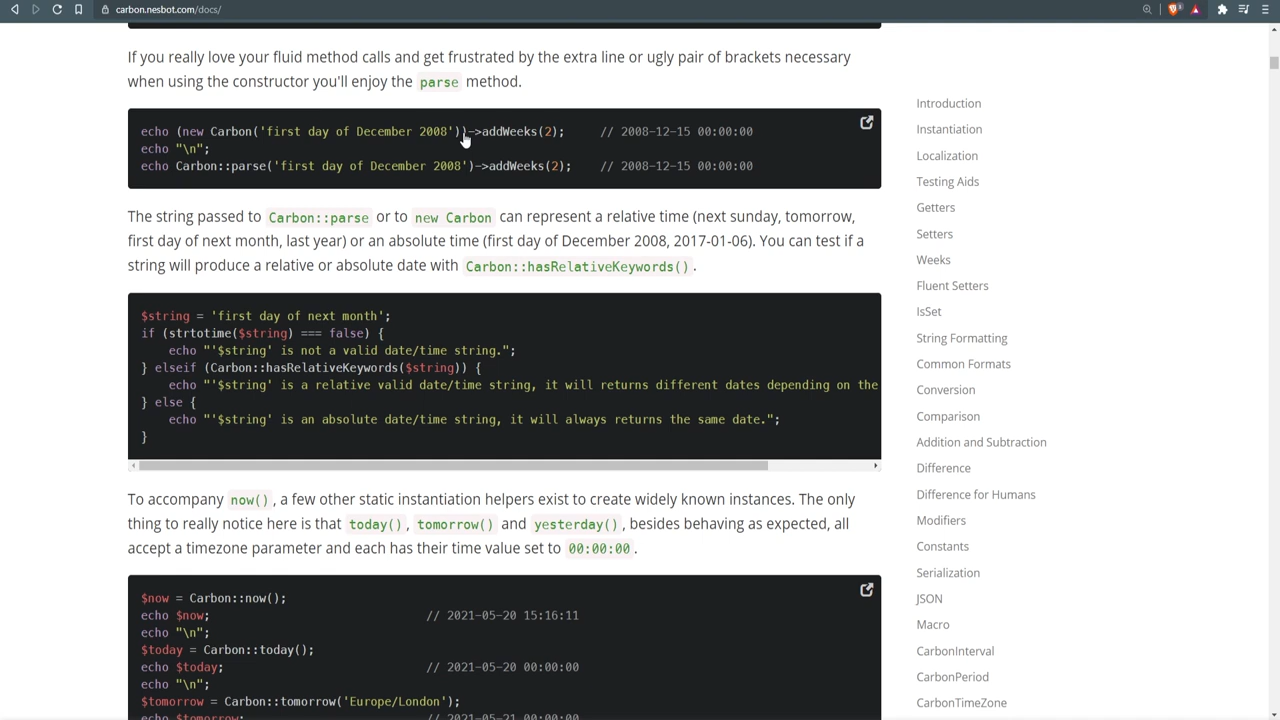 carbon.nesbot.com/docs/
If you really love your fluid method calls and get frustrated by the extra line or ugly pair of brackets necessary
when using the constructor you'll enjoy the parse method.
echo (new Carbon('first day of December 2008'))->addWeeks(2);     // 2008-12-15 00:00:00
echo "\n";
echo Carbon::parse('first day of December 2008')->addWeeks(2);    // 2008-12-15 00:00:00
The string passed to Carbon::parse or to new Carbon can represent a relative time (next sunday, tomorrow,
first day of next month, last year) or an absolute time (first day of December 2008, 2017-01-06). You can test if a
string will produce a relative or absolute date with Carbon::hasRelativeKeywords().
$string = 'first day of next month';
if (strtotime($string) === false) {
    echo "'$string' is not a valid date/time string.";
} elseif (Carbon::hasRelativeKeywords($string)) {
    echo "'$string' is a relative valid date/time string, it will returns different dates depending on the
} else {
    echo "'$string' is an absolute date/time string, it will always returns the same date.";
}
To accompany now(), a few other static instantiation helpers exist to create widely known instances. The only
thing to really notice here is that today(), tomorrow() and yesterday(), besides behaving as expected, all
accept a timezone parameter and each has their time value set to 00:00:00.
$now = Carbon::now();
echo $now;                               // 2021-05-20 15:16:11
echo "\n";
$today = Carbon::today();
echo $today;                             // 2021-05-20 00:00:00
echo "\n";
$tomorrow = Carbon::tomorrow('Europe/London');
echo $tomorrow;                          // 2021-05-21 00:00:00
Introduction
Instantiation
Localization
Testing Aids
Getters
Setters
Weeks
Fluent Setters
IsSet
String Formatting
Common Formats
Conversion
Comparison
Addition and Subtraction
Difference
Difference for Humans
Modifiers
Constants
Serialization
JSON
Macro
CarbonInterval
CarbonPeriod
CarbonTimeZone